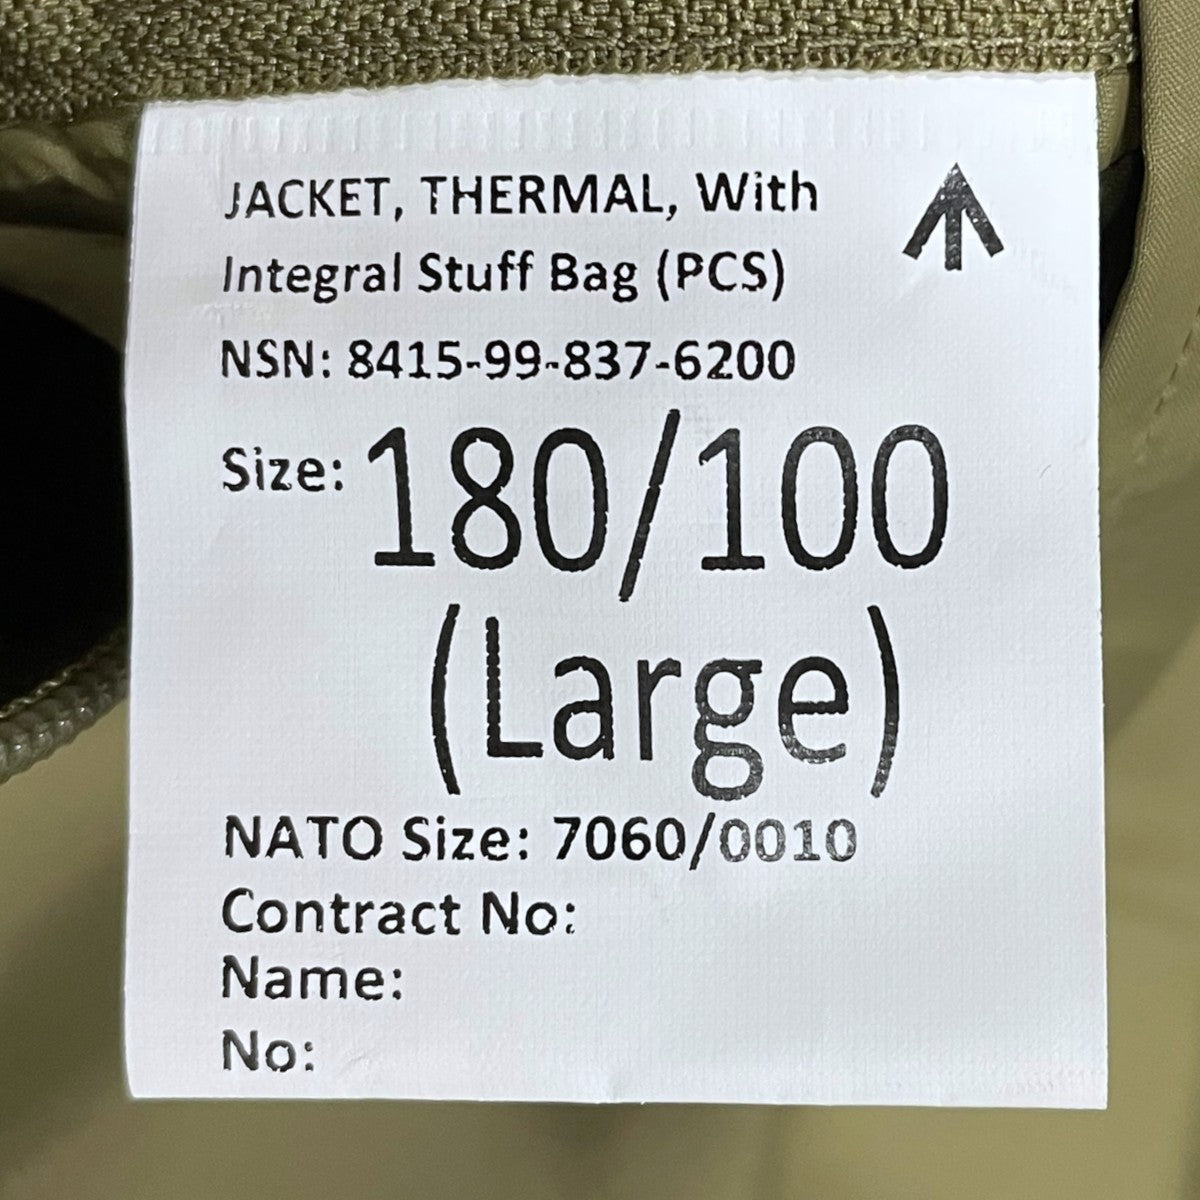 JACKET, THERMAL, With
Integral Stuff Bag (PCS)
NSN: 8415-99-837-6200
Size: 180/100
(Large)
NATO Size: 7060/0010
Contract No:
Name:
No: